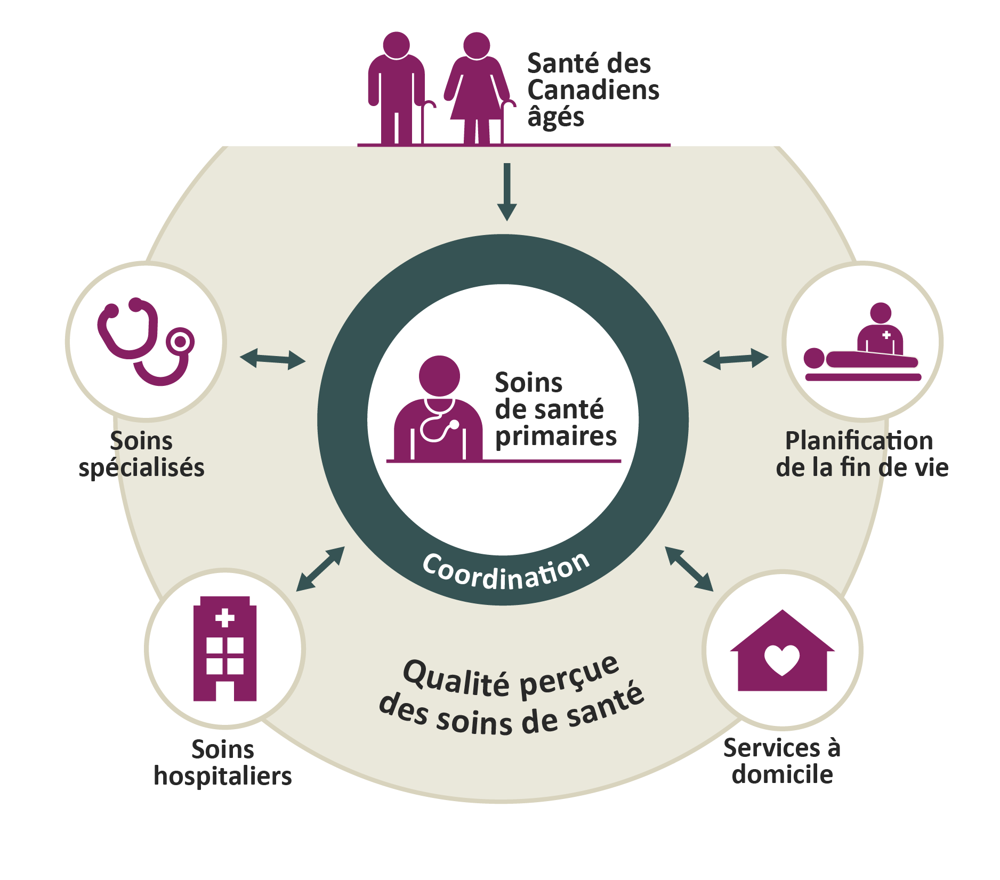 Santé des
Canadiens
âgés
Soins
de santé
primaires
Coordination
Soins
spécialisés
Planification
de la fin de vie
Soins
hospitaliers
Services à
domicile
Qualité perçue
des soins de santé